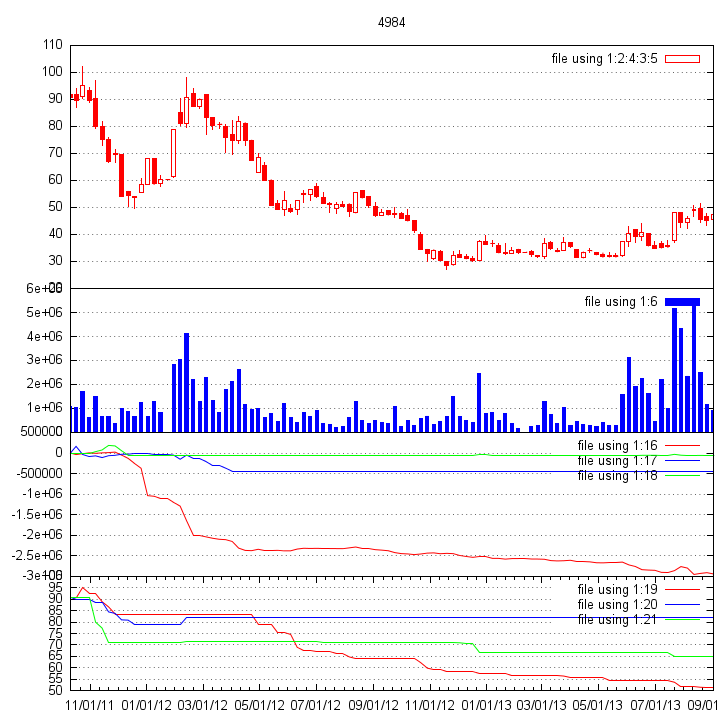 4984
110
file using 1:2:4:3:5
100
90
80
70
60
50
40
30
20
6e+06
file using 1:6
5e+06
4e+06
3e+06
2e+06
1e+06
0
500000
file using 1:16
0
file using 1:17
-500000
file using 1:18
-1e+06
-1.5e+06
-2e+06
-2.5e+06
-3e+06
95
file using 1:19
90
file using 1:20
85
file using 1:21
80
75
70
65
60
55
50
11/01/11 01/01/12 03/01/12 05/01/12 07/01/12 09/01/12 11/01/12 01/01/13 03/01/13 05/01/13 07/01/13 09/01